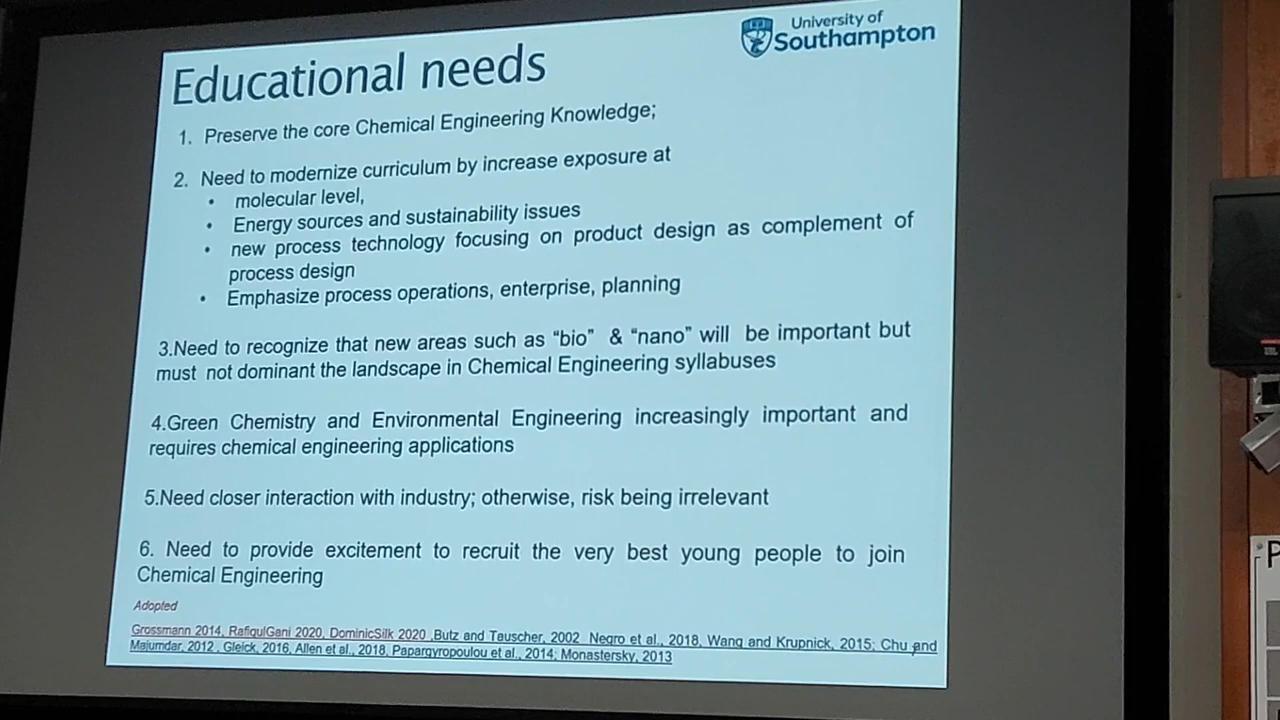 University of
Southampton
Educational needs
1. Preserve the core Chemical Engineering Knowledge;
2. Need to modernize curriculum by increase exposure at
• molecular level,
• Energy sources and sustainability issues
• new process technology focusing on product design as complement of
process design
• Emphasize process operations, enterprise, planning
3.Need to recognize that new areas such as “bio” & “nano” will be important but
must not dominant the landscape in Chemical Engineering syllabuses
4.Green Chemistry and Environmental Engineering increasingly important and
requires chemical engineering applications
5.Need closer interaction with industry; otherwise, risk being irrelevant
6. Need to provide excitement to recruit the very best young people to join
Chemical Engineering
Adopted
Grossmann 2014, RafiqulGani 2020, DominicSilk 2020 ,Butz and Tauscher, 2002 Negro et al., 2018, Wang and Krupnick, 2015; Chu and
Majumdar, 2012 , Gleick, 2016, Allen et al., 2018, Papargyropoulou et al., 2014; Monastersky, 2013